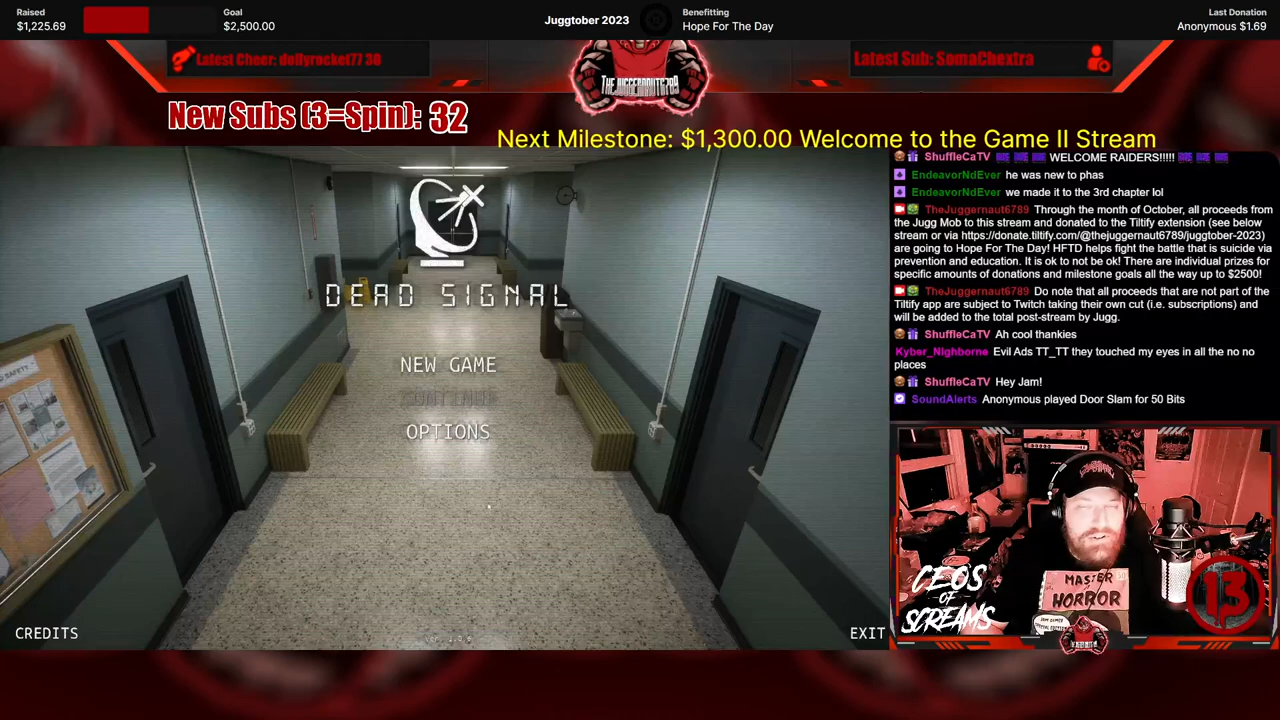 Raised
$1,225.69
Goal
$2,500.00
Juggtober 2023
Benefitting
Hope For The Day
Last Donation
Anonymous $1.69
Latest Cheer: dollyrocket77 30
THEJUGGERNAUT6789
Latest Sub: SomaChextra
New Subs (3=Spin): 32
Next Milestone: $1,300.00 Welcome to the Game II Stream
ShuffleCaTV WELCOME RAIDERS!!!!!
EndeavorNdEver he was new to phas
EndeavorNdEver we made it to the 3rd chapter lol
TheJuggernaut6789 Through the month of October, all proceeds from
the Jugg Mob to this stream and donated to the Tiltify extension (see below
stream or via https://donate.tiltify.com/@thejuggernaut6789/juggtober-2023)
are going to Hope For The Day! HFTD helps fight the battle that is suicide via
prevention and education. It is ok to not be ok! There are individual prizes for
specific amounts of donations and milestone goals all the way up to $2500!
TheJuggernaut6789 Do note that all proceeds that are not part of the
Tiltify app are subject to Twitch taking their own cut (i.e. subscriptions) and
will be added to the total post-stream by Jugg.
ShuffleCaTV Ah cool thankies
Kyber_Nighborne Evil Ads TT_TT they touched my eyes in all the no no
places
ShuffleCaTV Hey Jam!
SoundAlerts Anonymous played Door Slam for 50 Bits
DEAD SIGNAL
NEW GAME
CONTINUE
OPTIONS
CREDITS
EXIT
CEOS
OF
SCREAMS
MASTER
HORROR
13